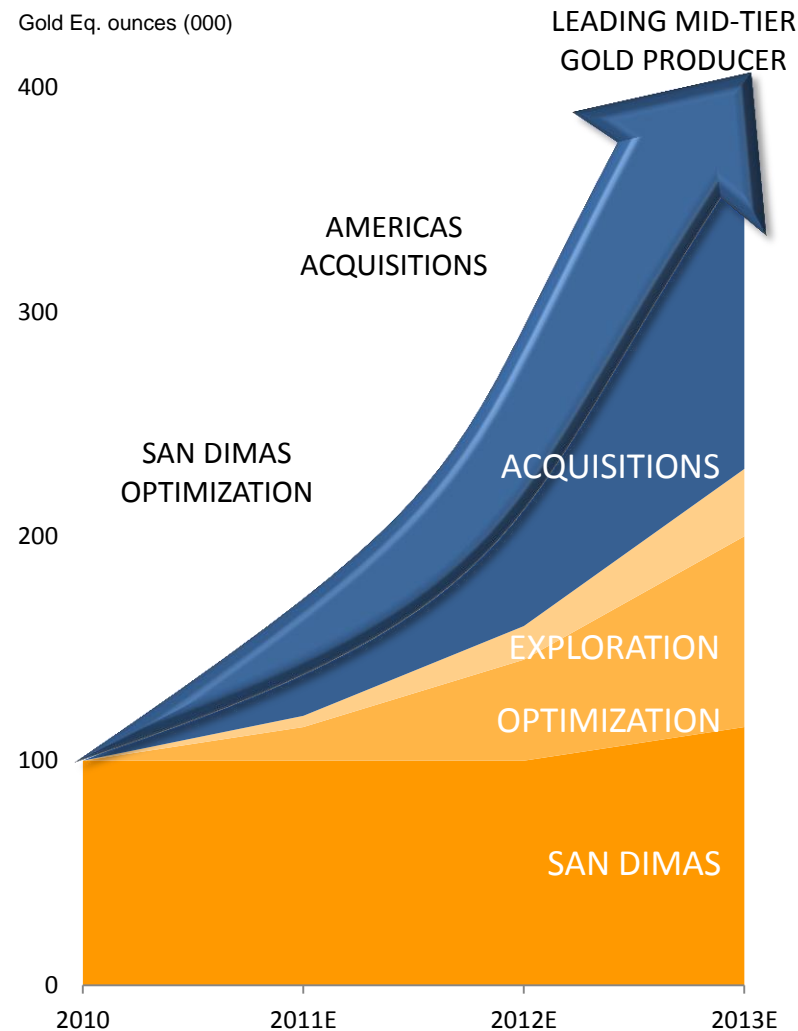 Gold Eq. ounces (000)
LEADING MID-TIER
GOLD PRODUCER
400
AMERICAS
ACQUISITIONS
300
SAN DIMAS
OPTIMIZATION
ACQUISITIONS
200
EXPLORATION
OPTIMIZATION
100
SAN DIMAS
0
2010
2011E
2012E
2013E